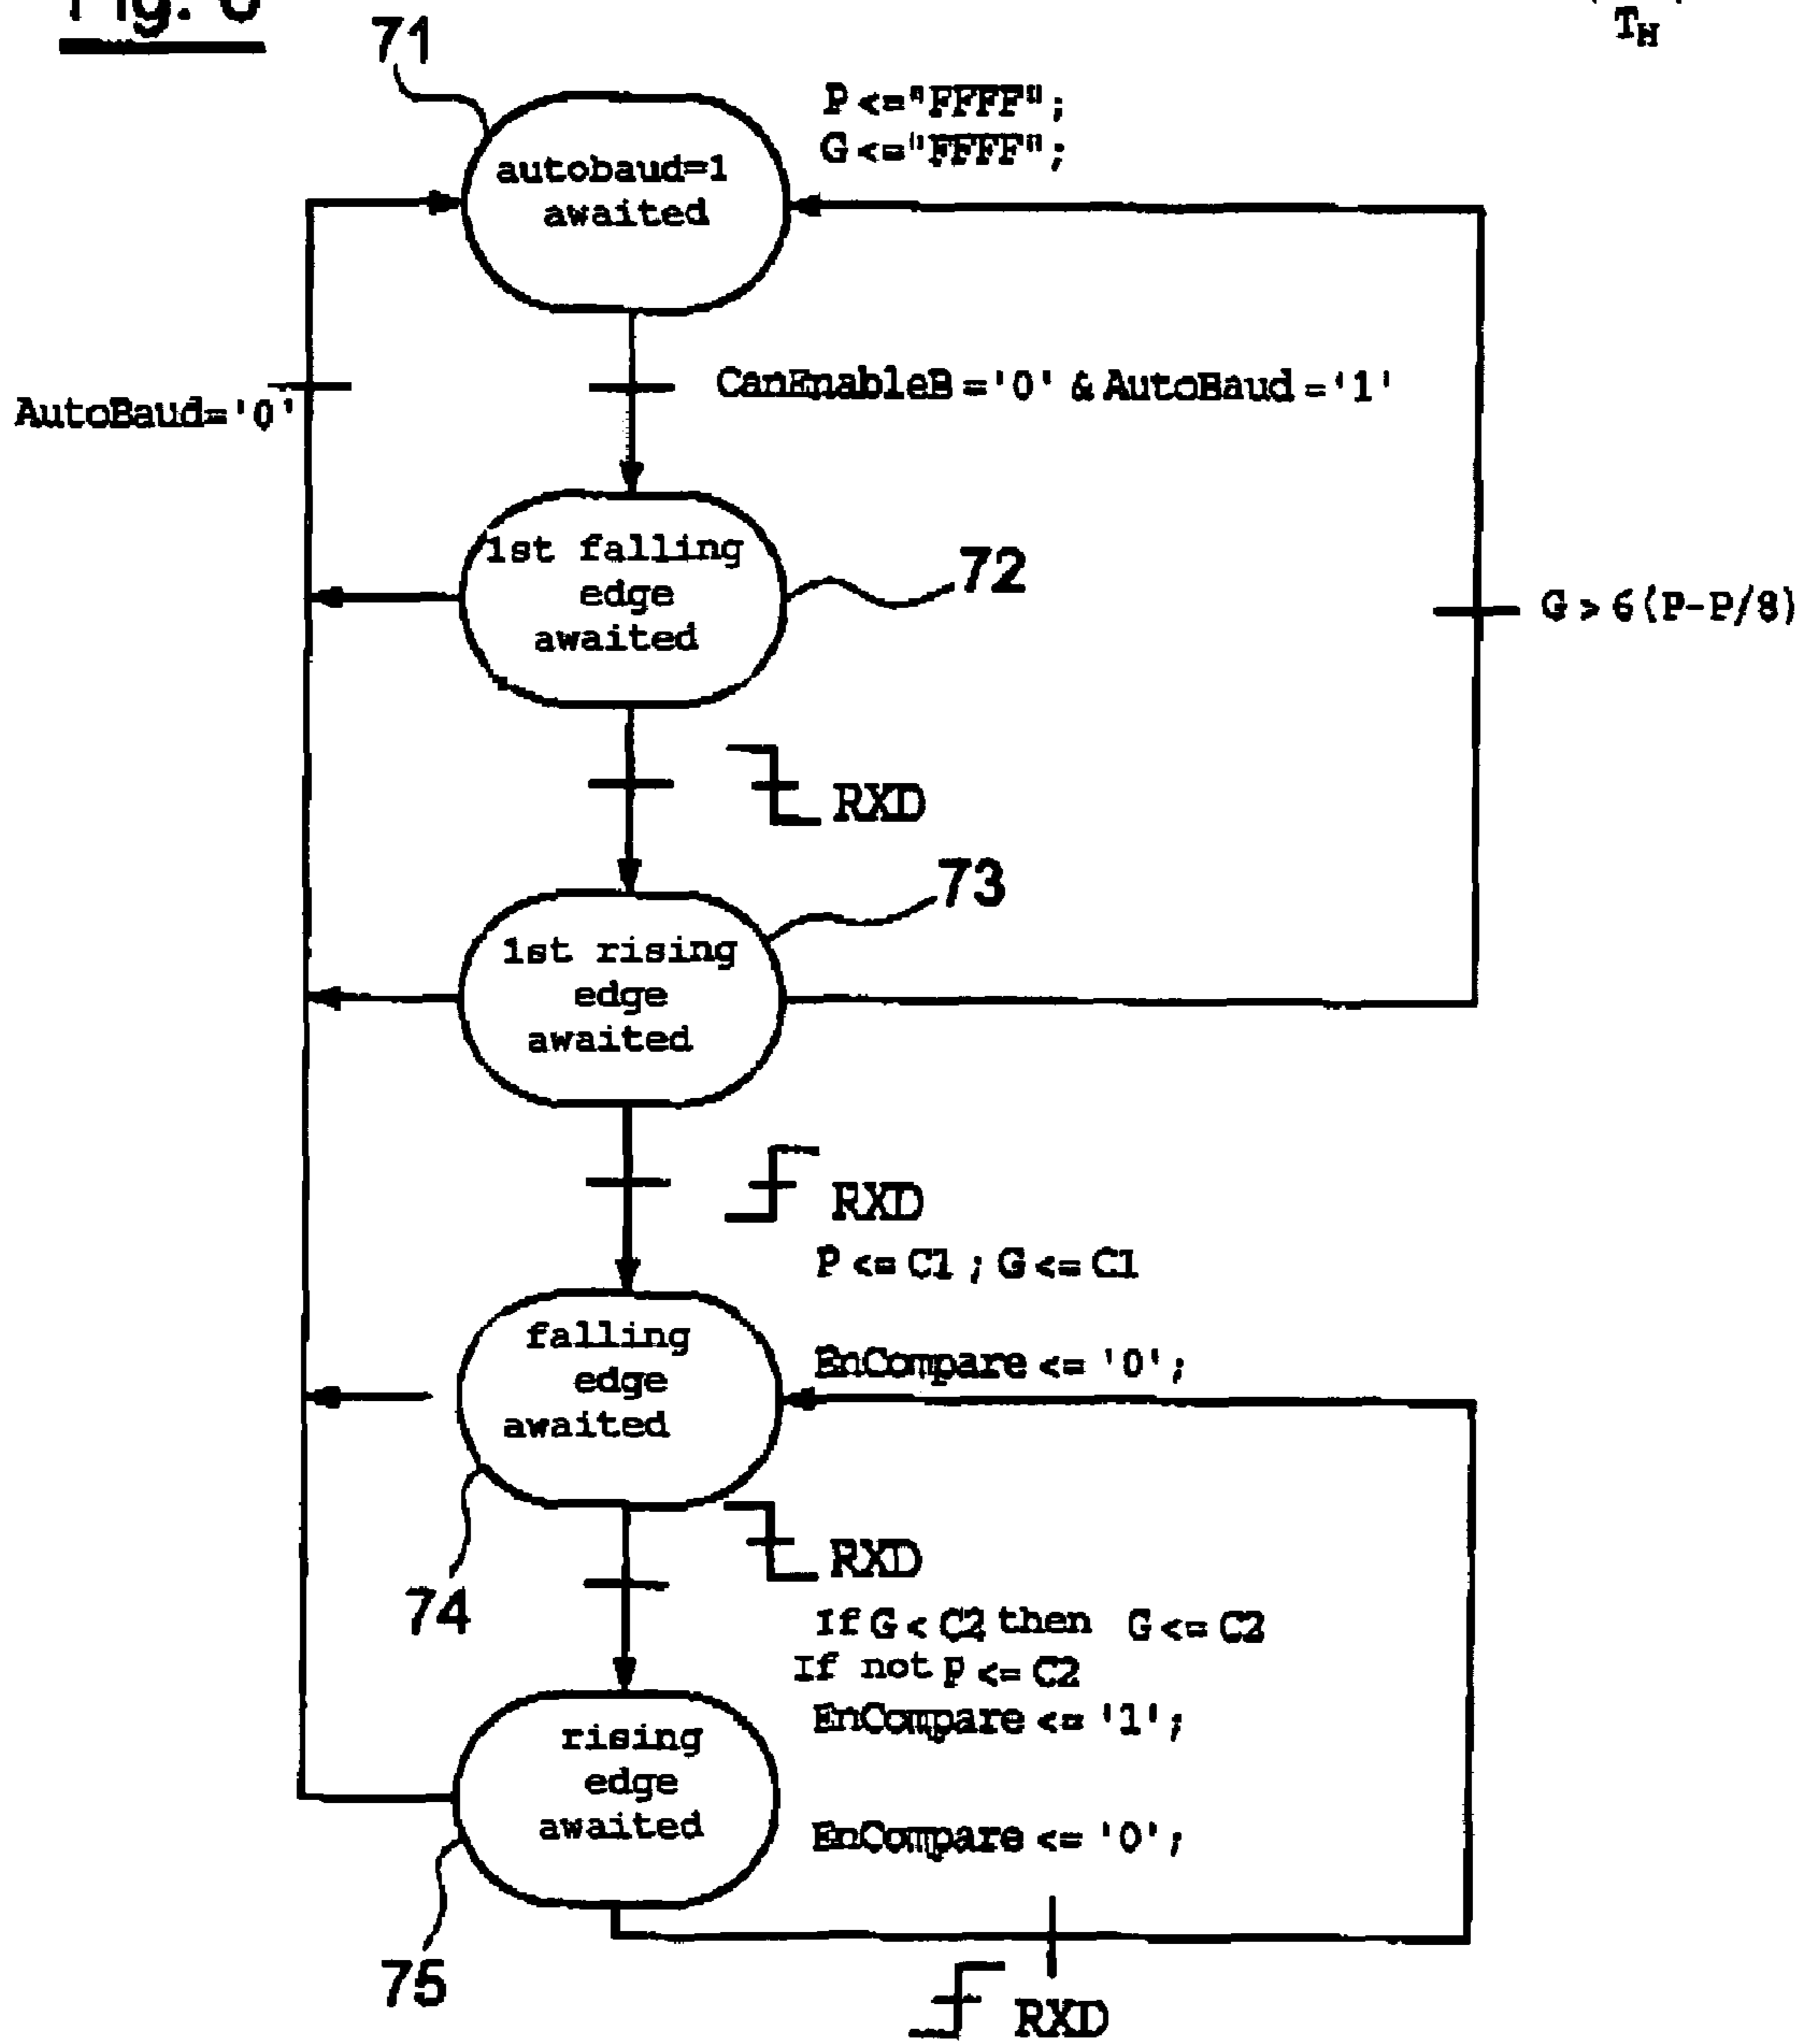 Fig.
T_H
71
P <="FFFF";
G <="FFFF";
autobaud=1
awaited
AutoBaud='0'
CanEnableB ='0' & AutoBaud ='1'
1st falling
edge
awaited
72
G > 6(P-P/8)
RXD
73
1st rising
edge
awaited
RXD
P <= C1 ; G <= C1
falling
edge
awaited
EnCompare <= '0';
RXD
74
If G < C2 then G <= C2
If not p <= C2
EnCompare <= '1';
rising
edge
awaited
EnCompare <= '0';
75
RXD